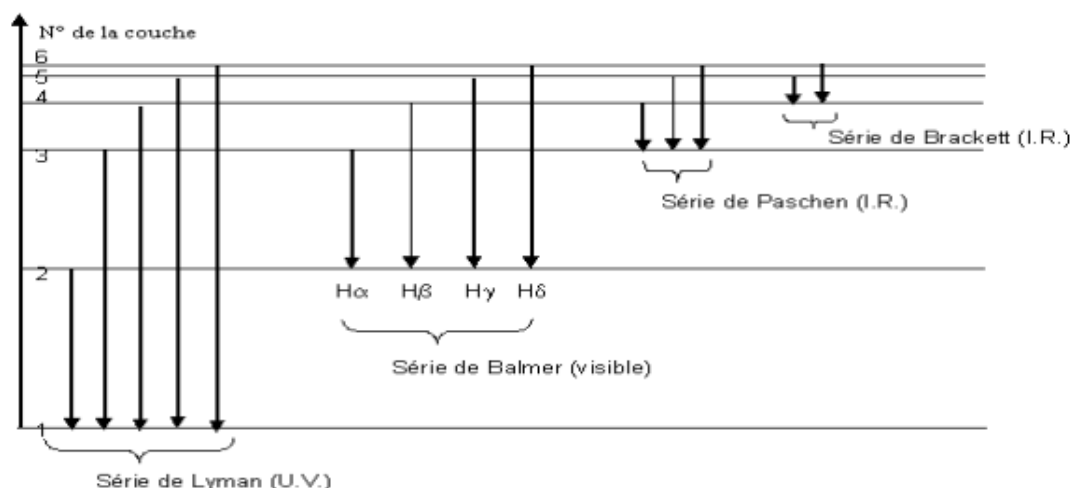 N° de la couche
6
5
4
Série de Brackett (I.R.)
3
Série de Paschen (I.R.)
2
Hα Hβ Hγ Hδ
Série de Balmer (visible)
1
Série de Lyman (U.V.)